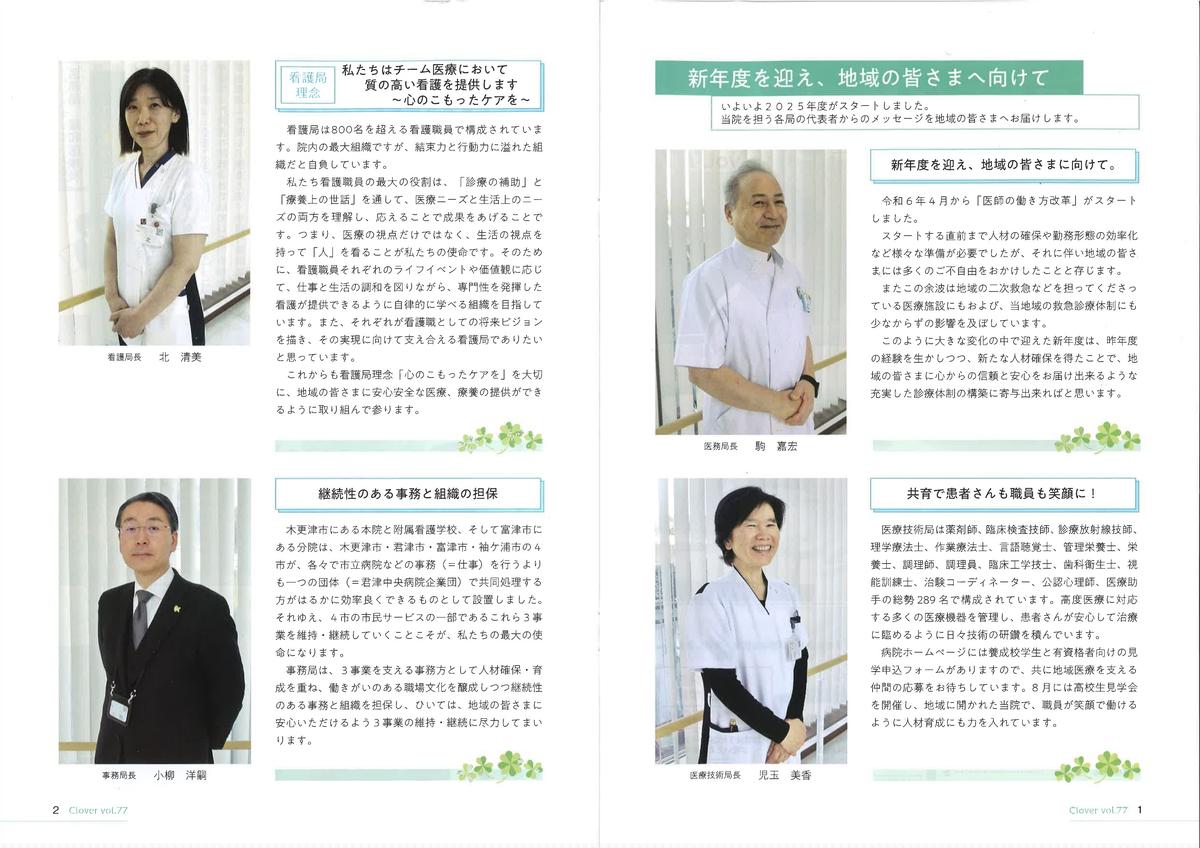 新年度を迎え、地域の皆さまへ向けて
いよいよ２０２５年度がスタートしました。
当院を担う各局の代表者からのメッセージを地域の皆さまへお届けします。
新年度を迎え、地域の皆さまに向けて。
令和６年４月から「医師の働き方改革」がスタート
しました。
スタートする直前まで人材の確保や勤務形態の効率化
など様々な準備が必要でしたが、それに伴い地域の皆さ
まには多くのご不自由をおかけしたことと存じます。
またこの余波は地域の二次救急などを担ってくださっ
ている医療施設にもおよび、当地域の救急診療体制にも
少なからずの影響を及ぼしています。
このように大きな変化の中で迎えた新年度は、昨年度
の経験を生かしつつ、新たな人材確保を得たことで、地
域の皆さまに心からの信頼と安心をお届け出来るような
充実した診療体制の構築に寄与出来ればと思います。
医務局長　駒　嘉宏
共育で患者さんも職員も笑顔に！
医療技術局は薬剤師、臨床検査技師、診療放射線技師、
理学療法士、作業療法士、言語聴覚士、管理栄養士、栄
養士、調理師、調理員、臨床工学技士、歯科衛生士、視
能訓練士、治験コーディネーター、公認心理師、医療助
手の総勢 289 名で構成されています。高度医療に対応
する多くの医療機器を管理し、患者さんが安心して治療
に臨めるように日々技術の研鑽を積んでいます。
病院ホームページには養成校学生と有資格者向けの見
学申込フォームがありますので、共に地域医療を支える
仲間の応募をお待ちしています。８月には高校生見学会
を開催し、地域に開かれた当院で、職員が笑顔で働ける
ように人材育成にも力を入れています。
医療技術局長　児玉　美香
Clover vol.77　1
看護局
理念
私たちはチーム医療において
質の高い看護を提供します
～心のこもったケアを～
看護局は800名を超える看護職員で構成されていま
す。院内の最大組織ですが、結束力と行動力に溢れた組
織だと自負しています。
私たち看護職員の最大の役割は、「診療の補助」と
「療養上の世話」を通して、医療ニーズと生活上のニー
ズの両方を理解し、応えることで成果をあげることで
す。つまり、医療の視点だけではなく、生活の視点を
持って「人」を看ることが私たちの使命です。そのため
に、看護職員それぞれのライフイベントや価値観に応じ
て、仕事と生活の調和を図りながら、専門性を発揮した
看護が提供できるように自律的に学べる組織を目指して
います。また、それぞれが看護職としての将来ビジョン
を描き、その実現に向けて支え合える看護局でありたい
と思っています。
これからも看護局理念「心のこもったケアを」を大切
に、地域の皆さまに安心安全な医療、療養の提供ができ
るように取り組んで参ります。
看護局長　北　清美
継続性のある事務と組織の担保
木更津市にある本院と附属看護学校、そして富津市に
ある分院は、木更津市・君津市・富津市・袖ケ浦市の４
市が、各々で市立病院などの事務（＝仕事）を行うより
も一つの団体（＝君津中央病院企業団）で共同処理する
方がはるかに効率良くできるものとして設置しました。
それゆえ、４市の市民サービスの一部であるこれら３事
業を維持・継続していくことこそが、私たちの最大の使
命になります。
事務局は、３事業を支える事務方として人材確保・育
成を重ね、働きがいのある職場文化を醸成しつつ継続性
のある事務と組織を担保し、ひいては、地域の皆さまに
安心いただけるよう３事業の維持・継続に尽力してまい
ります。
事務局長　小柳　洋嗣
2　Clover vol.77